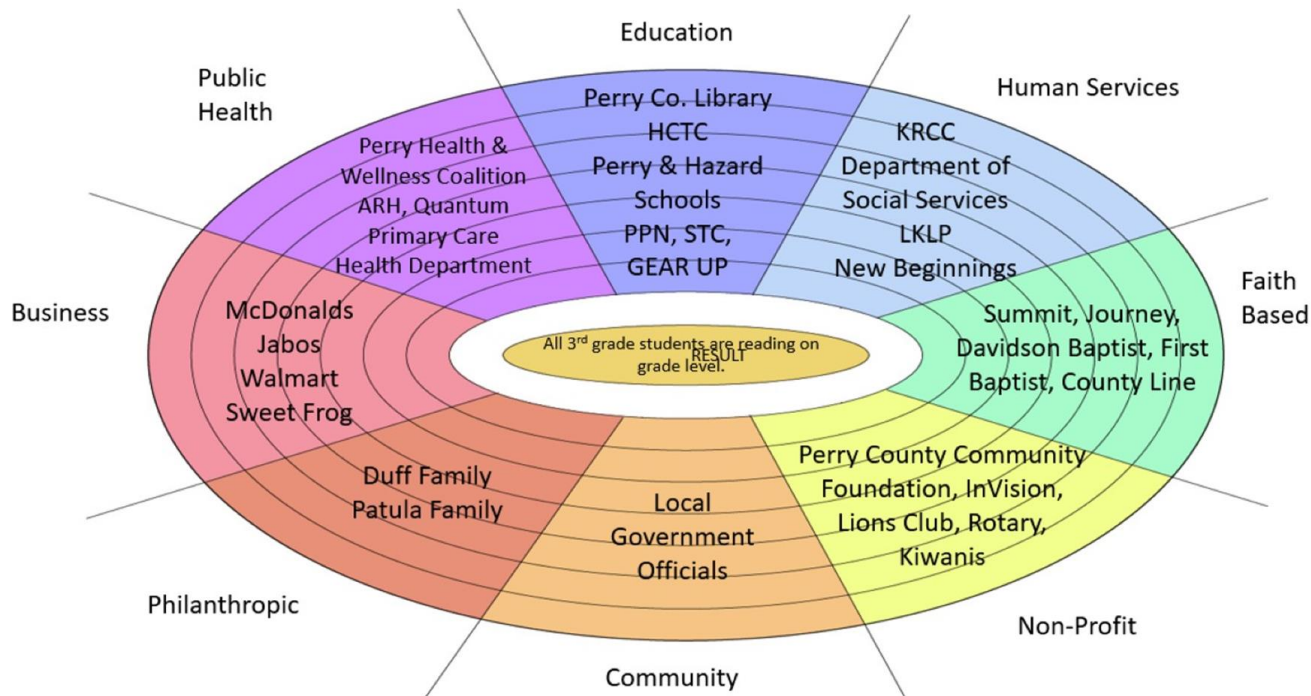 Education
Public
Health
Human Services
Perry Co. Library
HCTC
Perry & Hazard
Schools
PPN, STC,
GEAR UP
Perry Health &
Wellness Coalition
ARH, Quantum
Primary Care
Health Department
KRCC
Department of
Social Services
LKLP
New Beginnings
Business
McDonalds
Jabos
Walmart
Sweet Frog
All 3rd grade students are reading on
grade level.
RESULT
Summit, Journey,
Davidson Baptist, First
Baptist, County Line
Faith
Based
Duff Family
Patula Family
Local
Government
Officials
Perry County Community
Foundation, InVision,
Lions Club, Rotary,
Kiwanis
Philanthropic
Community
Non-Profit